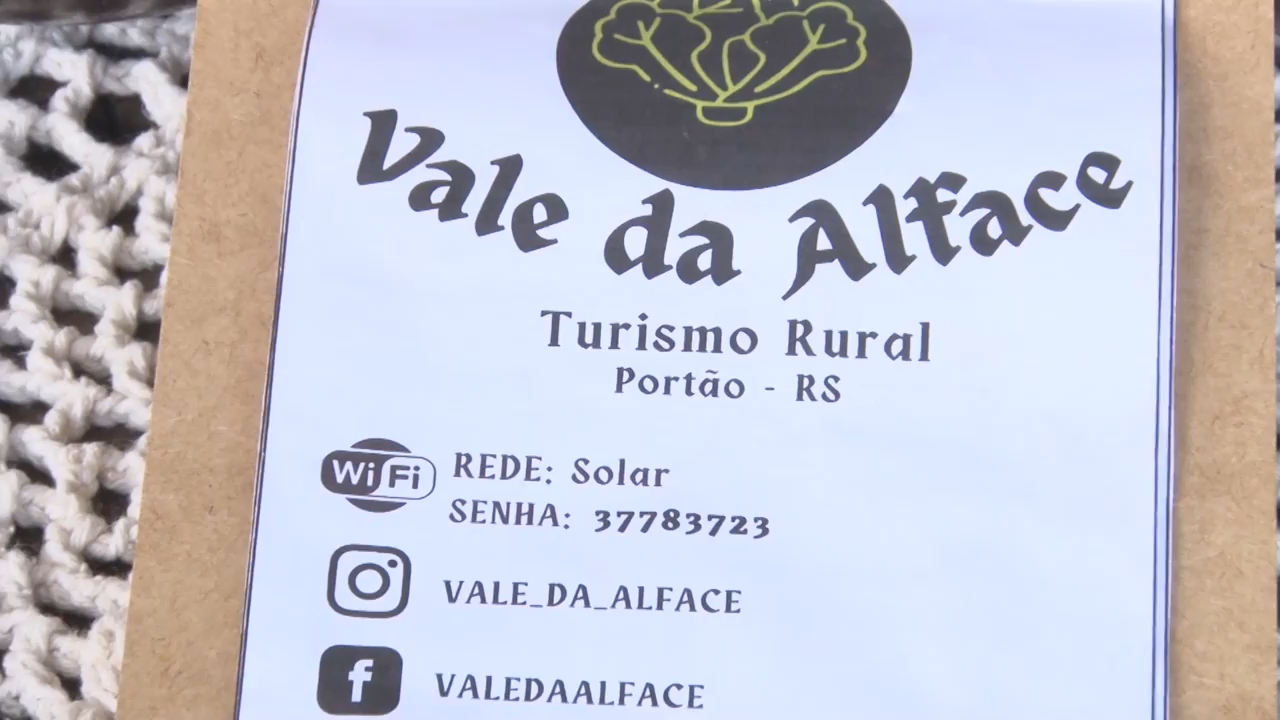 Vale da Alface
Turismo Rural
Portão - RS
WiFi REDE: Solar
SENHA: 37783723
VALE_DA_ALFACE
f VALEDAALFACE